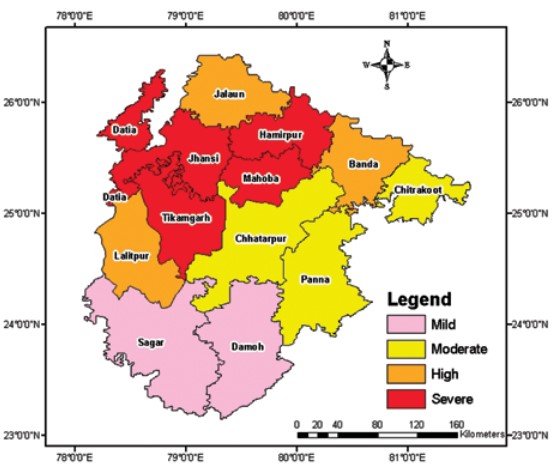 78°0'0"E 79°0'0"E 80°0'0"E 81°0'0"E
N
W E
S
26°0'0"N 26°0'0"N
25°0'0"N 25°0'0"N
24°0'0"N 24°0'0"N
23°0'0"N 23°0'0"N
Jalaun
Datia
Hamirpur
Jhansi
Banda
Mahoba
Chitrakoot
Datia
Tikamgarh
Chhatarpur
Lalitpur
Panna
Sagar
Damoh
Legend
Mild
Moderate
High
Severe
0 20 40 80 120 160 Kilometers
78°0'0"E 79°0'0"E 80°0'0"E 81°0'0"E